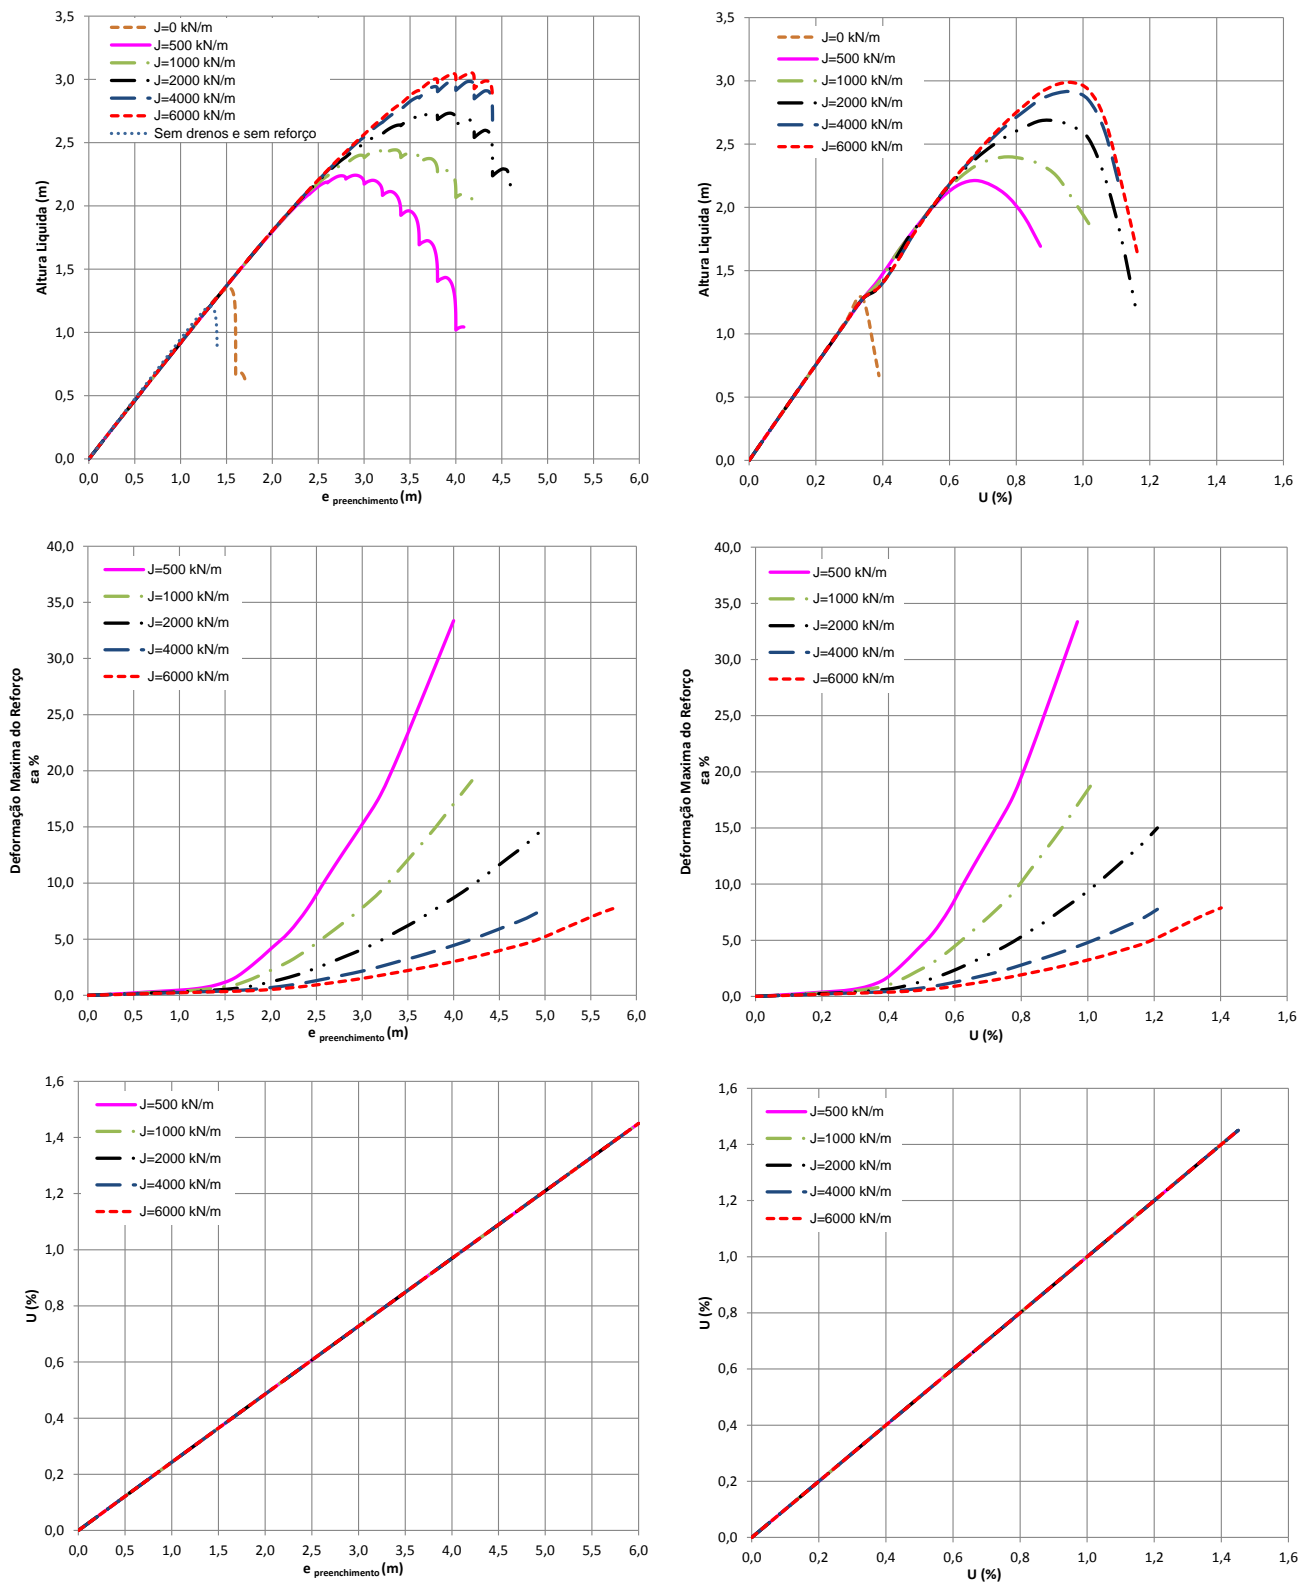 3,5
3,0
2,5
2,0
1,5
1,0
0,5
0,0
Altura Liquida (m)
J=0 kN/m
J=500 kN/m
J=1000 kN/m
J=2000 kN/m
J=4000 kN/m
J=6000 kN/m
Sem drenos e sem reforço
0,0 0,5 1,0 1,5 2,0 2,5 3,0 3,5 4,0 4,5 5,0 5,5 6,0
e preenchimento (m)
3,5
3,0
2,5
2,0
1,5
1,0
0,5
0,0
Altura Liquida (m)
J=0 kN/m
J=500 kN/m
J=1000 kN/m
J=2000 kN/m
J=4000 kN/m
J=6000 kN/m
0,0 0,2 0,4 0,6 0,8 1,0 1,2 1,4 1,6
U (%)
40,0
35,0
30,0
25,0
20,0
15,0
10,0
5,0
0,0
Deformação Maxima do Reforço
εa %
J=500 kN/m
J=1000 kN/m
J=2000 kN/m
J=4000 kN/m
J=6000 kN/m
0,0 0,5 1,0 1,5 2,0 2,5 3,0 3,5 4,0 4,5 5,0 5,5 6,0
e preenchimento (m)
40,0
35,0
30,0
25,0
20,0
15,0
10,0
5,0
0,0
Deformação Maxima do Reforço
εa %
J=500 kN/m
J=1000 kN/m
J=2000 kN/m
J=4000 kN/m
J=6000 kN/m
0,0 0,2 0,4 0,6 0,8 1,0 1,2 1,4 1,6
U (%)
1,6
1,4
1,2
1,0
0,8
0,6
0,4
0,2
0,0
U (%)
J=500 kN/m
J=1000 kN/m
J=2000 kN/m
J=4000 kN/m
J=6000 kN/m
0,0 0,5 1,0 1,5 2,0 2,5 3,0 3,5 4,0 4,5 5,0 5,5 6,0
e preenchimento (m)
1,6
1,4
1,2
1,0
0,8
0,6
0,4
0,2
0,0
U (%)
J=500 kN/m
J=1000 kN/m
J=2000 kN/m
J=4000 kN/m
J=6000 kN/m
0,0 0,2 0,4 0,6 0,8 1,0 1,2 1,4 1,6
U (%)